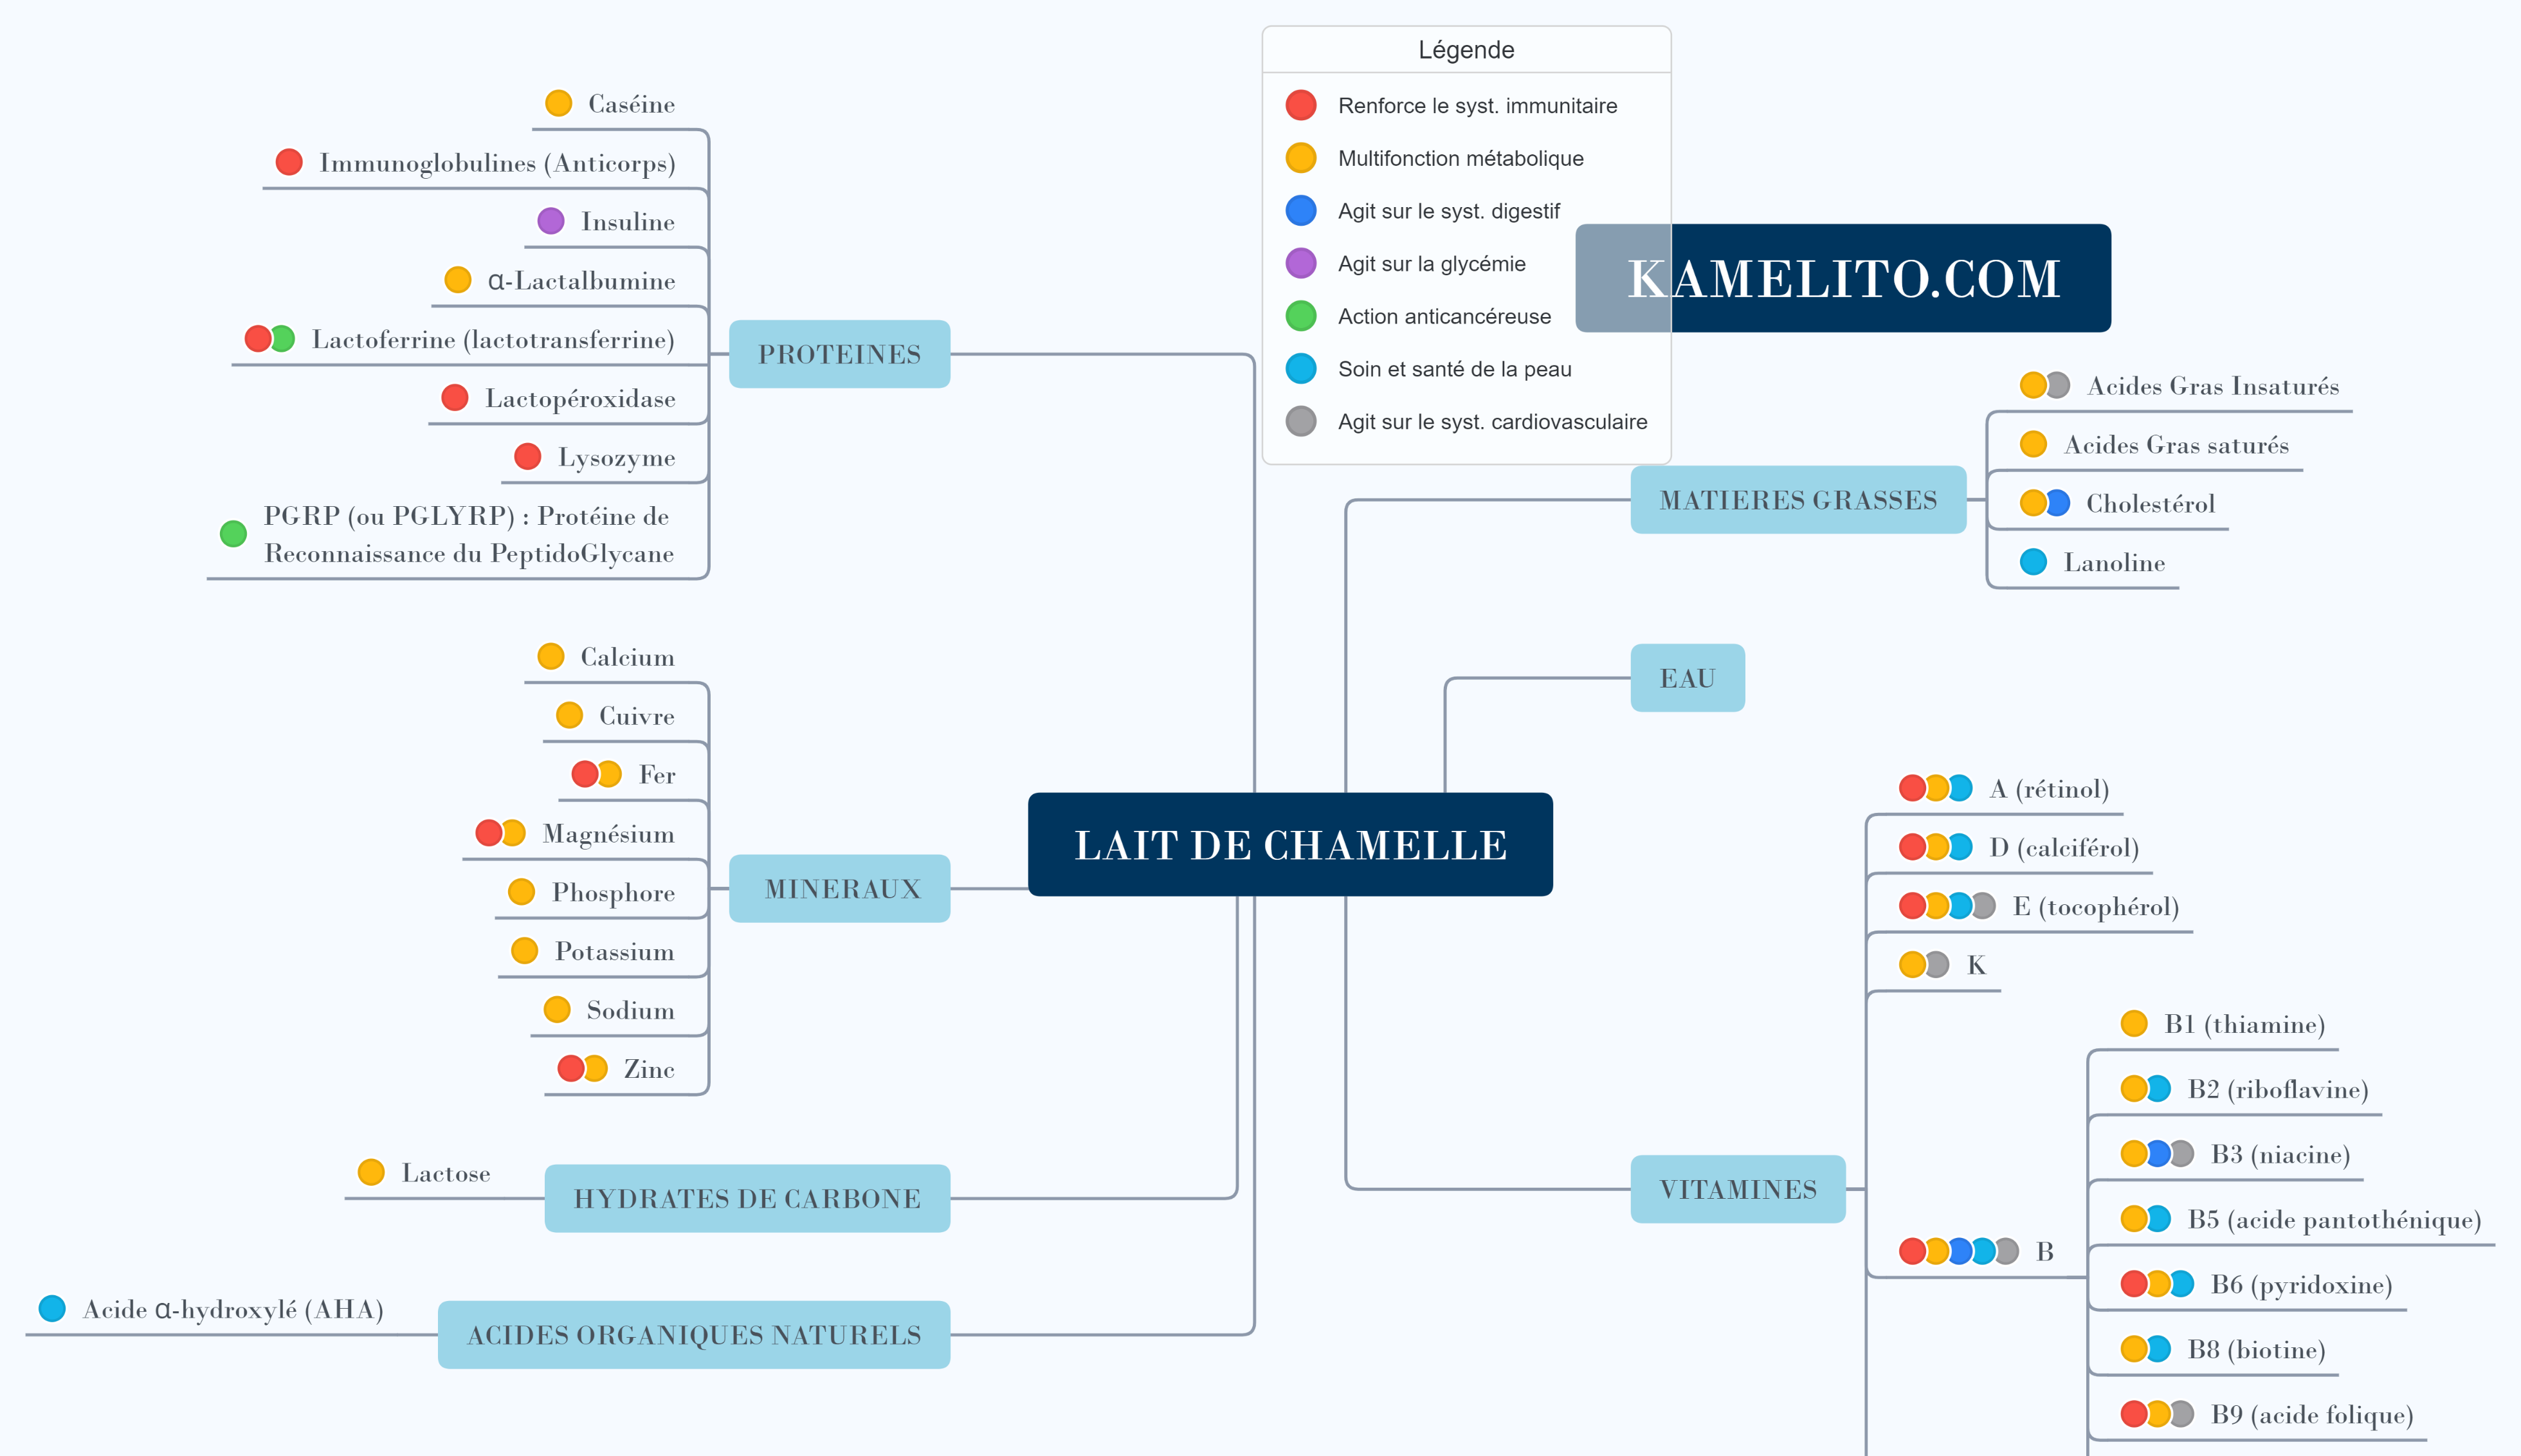 Légende
Renforce le syst. immunitaire
Multifonction métabolique
Agit sur le syst. digestif
Agit sur la glycémie
Action anticancéreuse
Soin et santé de la peau
Agit sur le syst. cardiovasculaire
KAMELITO.COM
LAIT DE CHAMELLE
PROTEINES
Caséine
Immunoglobulines (Anticorps)
Insuline
α-Lactalbumine
Lactoferrine (lactotransferrine)
Lactopéroxidase
Lysozyme
PGRP (ou PGLYRP) : Protéine de
Reconnaissance du PeptidoGlycane
MINERAUX
Calcium
Cuivre
Fer
Magnésium
Phosphore
Potassium
Sodium
Zinc
HYDRATES DE CARBONE
Lactose
ACIDES ORGANIQUES NATURELS
Acide α-hydroxylé (AHA)
MATIERES GRASSES
Acides Gras Insaturés
Acides Gras saturés
Cholestérol
Lanoline
EAU
VITAMINES
A (rétinol)
D (calciférol)
E (tocophérol)
K
B
B1 (thiamine)
B2 (riboflavine)
B3 (niacine)
B5 (acide pantothénique)
B6 (pyridoxine)
B8 (biotine)
B9 (acide folique)